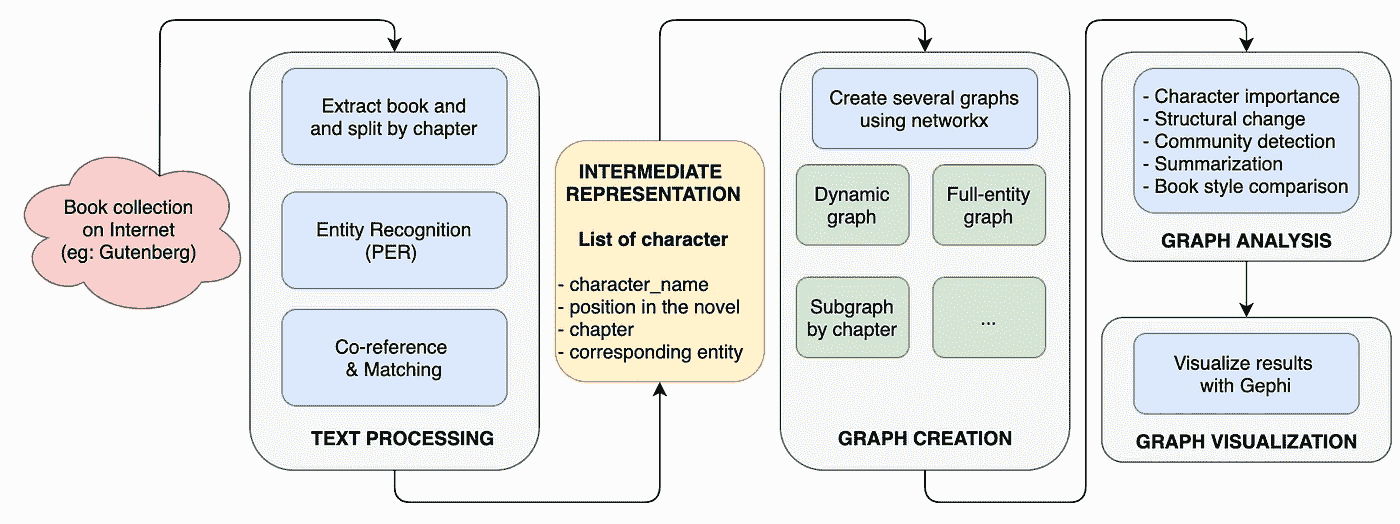 Book collection
on Internet
(eg: Gutenberg)
Extract book and
and split by chapter
Entity Recognition
(PER)
Co-reference
& Matching
TEXT PROCESSING
INTERMEDIATE
REPRESENTATION
List of character
- character_name
- position in the novel
- chapter
- corresponding entity
Create several graphs
using networkx
Dynamic
graph
Full-entity
graph
Subgraph
by chapter
...
GRAPH CREATION
- Character importance
- Structural change
- Community detection
- Summarization
- Book style comparison
GRAPH ANALYSIS
Visualize results
with Gephi
GRAPH VISUALIZATION